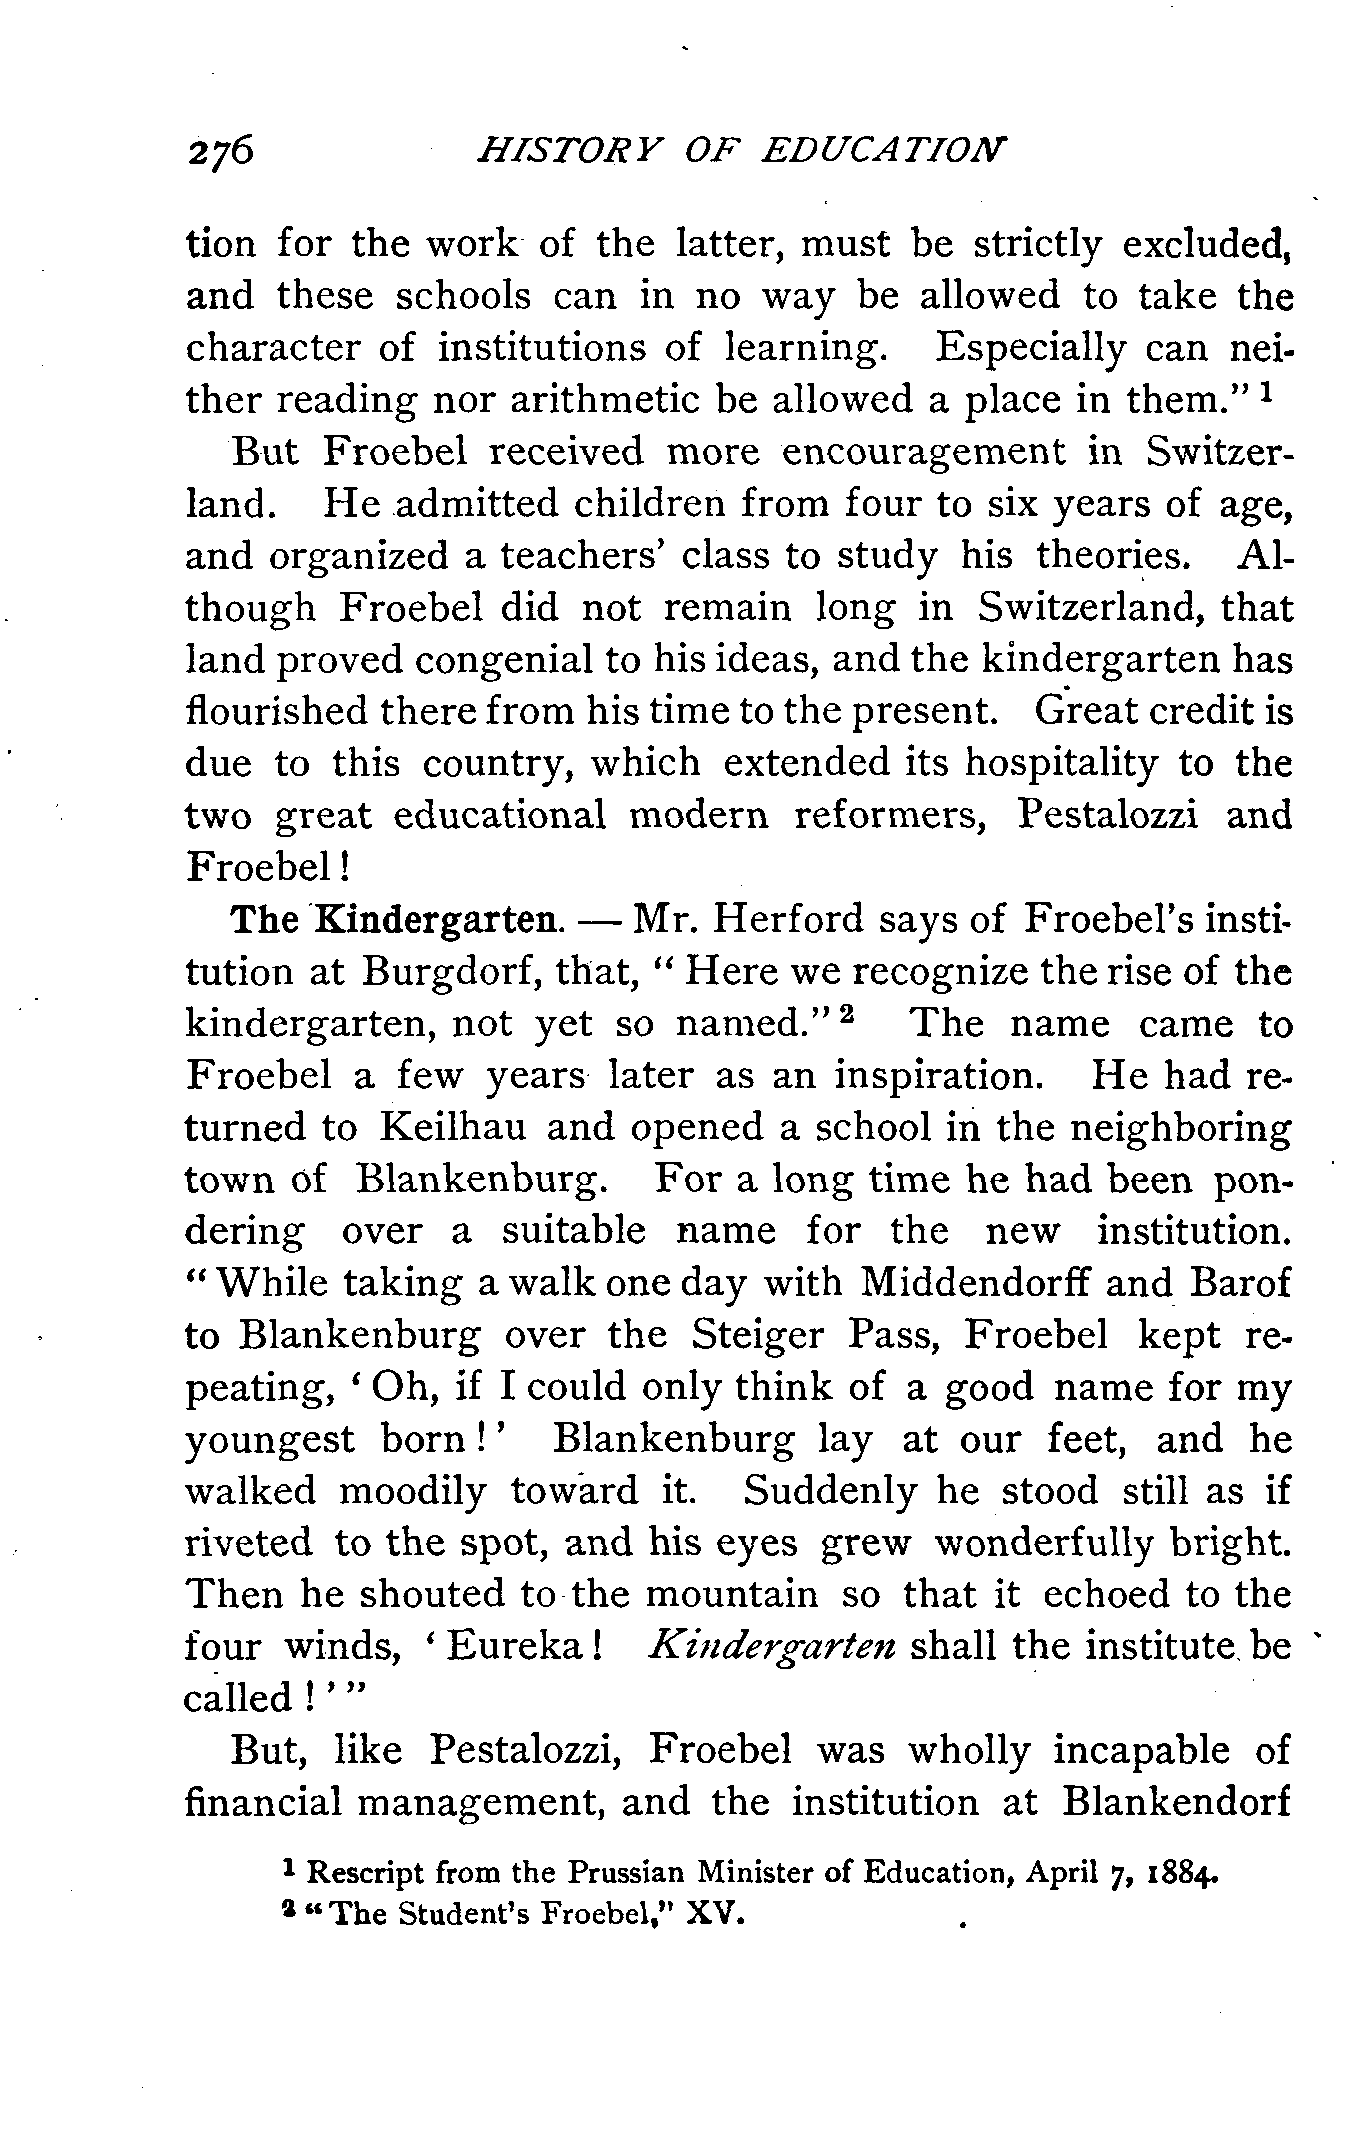 276 HISTORY OF EDUCATION
tion for the work of the latter, must be strictly excluded,
and these schools can in no way be allowed to take the
character of institutions of learning. Especially can nei-
ther reading nor arithmetic be allowed a place in them." 1
But Froebel received more encouragement in Switzer-
land. He admitted children from four to six years of age,
and organized a teachers' class to study his theories. Al-
though Froebel did not remain long in Switzerland, that
land proved congenial to his ideas, and the kindergarten has
flourished there from his time to the present. Great credit is
due to this country, which extended its hospitality to the
two great educational modern reformers, Pestalozzi and
Froebel!
The Kindergarten. — Mr. Herford says of Froebel's insti-
tution at Burgdorf, that, "Here we recognize the rise of the
kindergarten, not yet so named." 2 The name came to
Froebel a few years later as an inspiration. He had re-
turned to Keilhau and opened a school in the neighboring
town of Blankenburg. For a long time he had been pon-
dering over a suitable name for the new institution.
"While taking a walk one day with Middendorff and Barof
to Blankenburg over the Steiger Pass, Froebel kept re-
peating, 'Oh, if I could only think of a good name for my
youngest born!' Blankenburg lay at our feet, and he
walked moodily toward it. Suddenly he stood still as if
riveted to the spot, and his eyes grew wonderfully bright.
Then he shouted to the mountain so that it echoed to the
four winds, 'Eureka! Kindergarten shall the institute be
called!'"
But, like Pestalozzi, Froebel was wholly incapable of
financial management, and the institution at Blankendorf
1 Rescript from the Prussian Minister of Education, April 7, 1884.
2 "The Student's Froebel," XV.